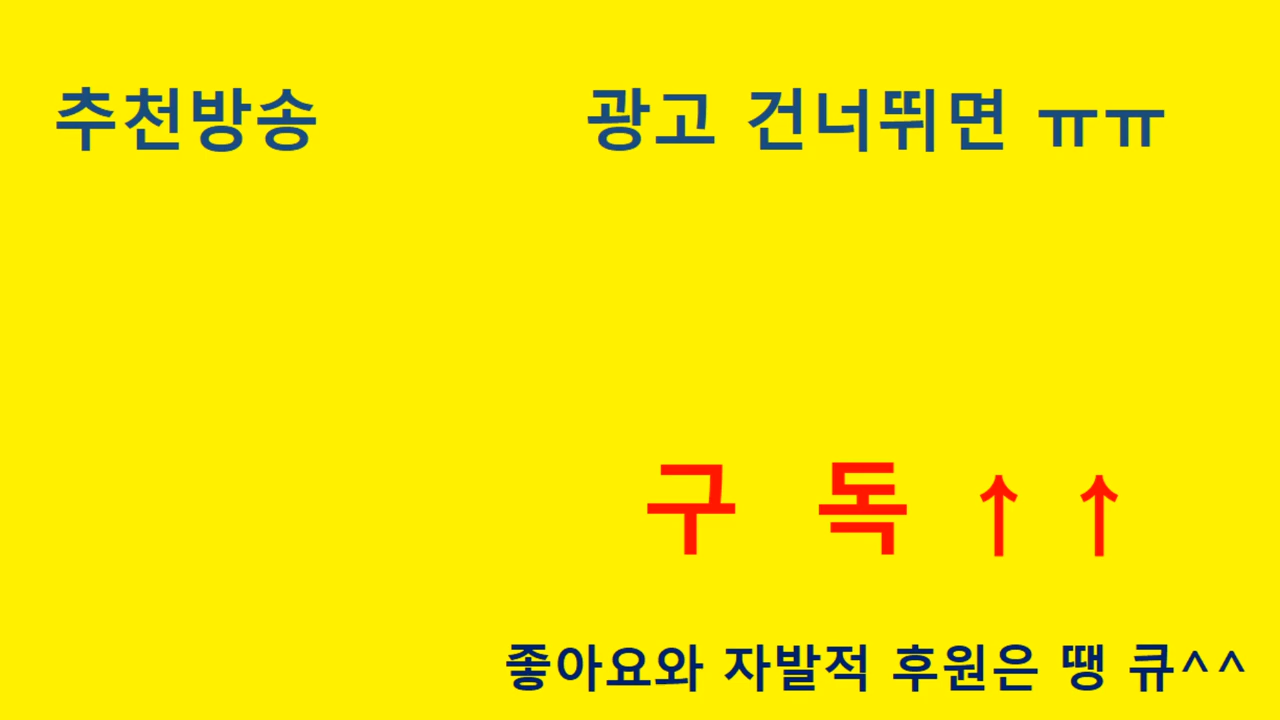 추천방송
광고 건너뛰면 ㅠㅠ
구 독 ↑ ↑
좋아요와 자발적 후원은 땡 큐^^